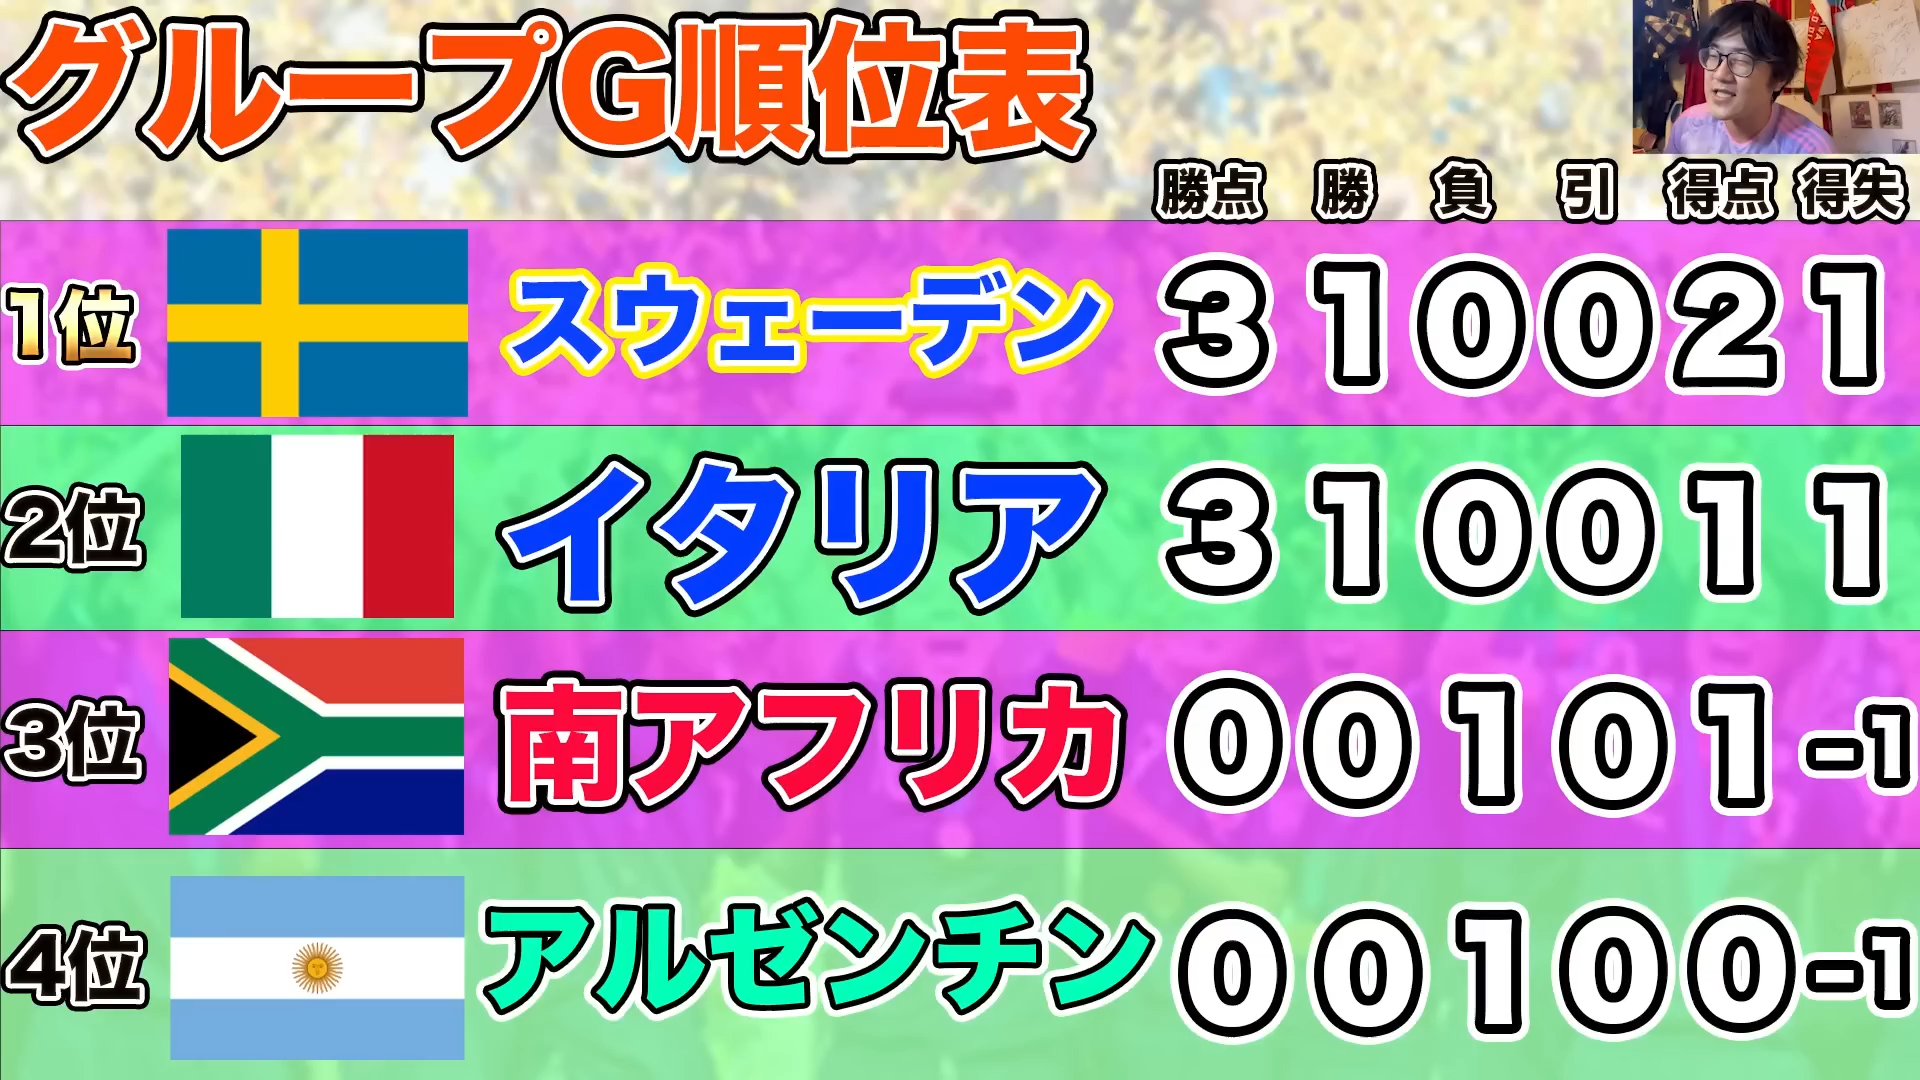 グループG順位表
勝点 勝 負 引 得点 得失
1位 スウェーデン 3 1 0 0 2 1
2位 イタリア 3 1 0 0 1 1
3位 南アフリカ 0 0 1 0 1 -1
4位 アルゼンチン 0 0 1 0 0 -1